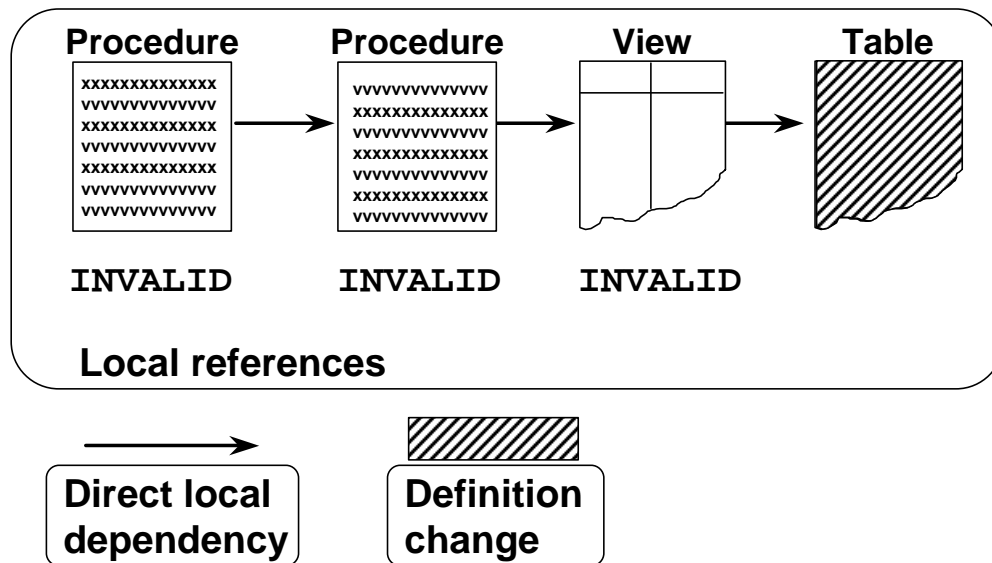 Procedure
xxxxxxxxxxxxxx
vvvvvvvvvvvvvv
xxxxxxxxxxxxxx
vvvvvvvvvvvvvv
xxxxxxxxxxxxxx
vvvvvvvvvvvvvv
vvvvvvvvvvvvvv
INVALID
Procedure
vvvvvvvvvvvvvv
xxxxxxxxxxxxxx
vvvvvvvvvvvvvv
xxxxxxxxxxxxxx
vvvvvvvvvvvvvv
xxxxxxxxxxxxxx
vvvvvvvvvvvvvv
INVALID
View
INVALID
Table
Local references
Direct local
dependency
Definition
change